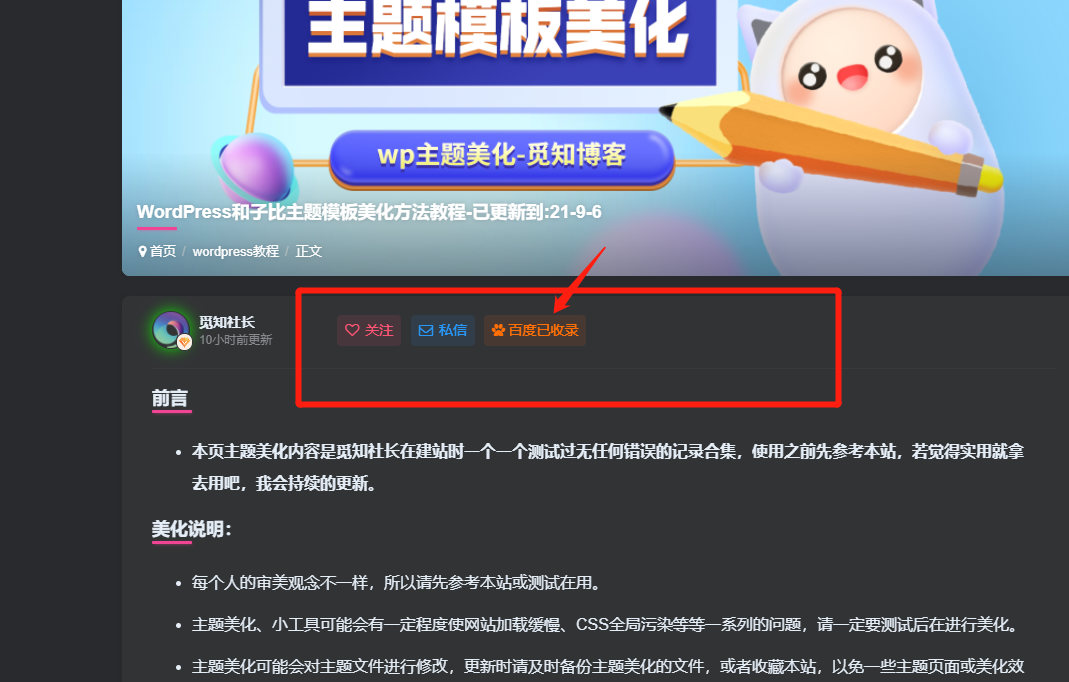 主题模板美化
wp主题美化-觅知博客
WordPress和子比主题模板美化方法教程-已更新到:21-9-6
首页 / wordpress教程 / 正文
觅知社长
10小时前更新
关注 私信 百度已收录
前言
本页主题美化内容是觅知社长在建站时一个一个测试过无任何错误的记录合集，使用之前先参考本站，若觉得实用就拿
去用吧，我会持续的更新。
美化说明：
每个人的审美观念不一样，所以请先参考本站或测试在用。
主题美化、小工具可能会有一定程度使网站加载缓慢、CSS全局污染等等一系列的问题，请一定要测试后在进行美化。
主题美化可能会对主题文件进行修改，更新时请及时备份主题美化的文件，或者收藏本站，以免一些主题页面或美化效